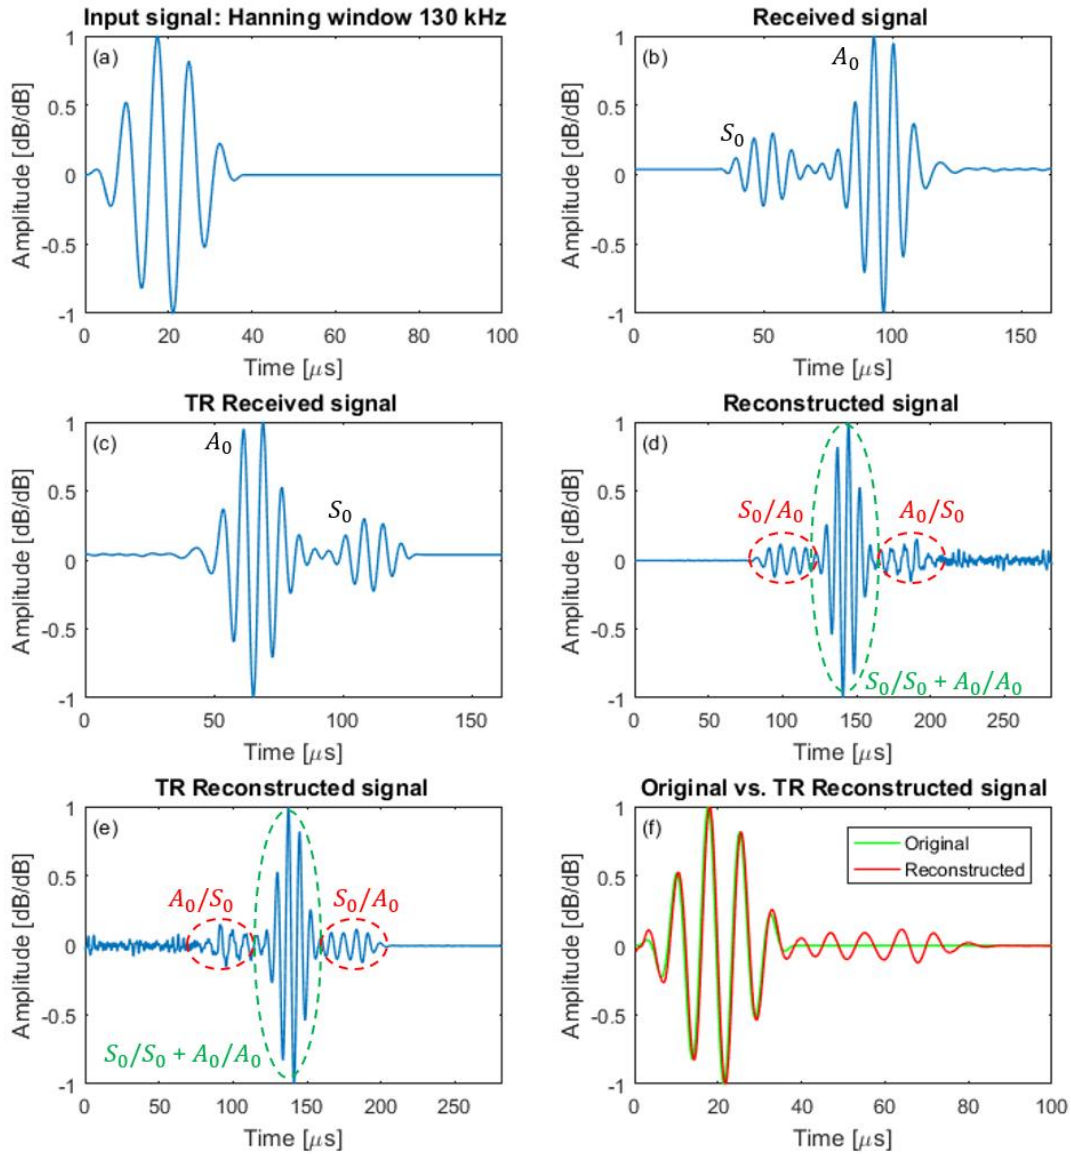 Input signal: Hanning window 130 kHz
(a)
Amplitude [dB/dB]
1
0.5
0
-0.5
-1
0 20 40 60 80 100
Time [μs]
Received signal
(b)
A₀
S₀
Amplitude [dB/dB]
1
0.5
0
-0.5
-1
0 50 100 150
Time [μs]
TR Received signal
(c)
A₀
S₀
Amplitude [dB/dB]
1
0.5
0
-0.5
-1
0 50 100 150
Time [μs]
Reconstructed signal
(d)
S₀/A₀ A₀/S₀
S₀/S₀ + A₀/A₀
Amplitude [dB/dB]
1
0.5
0
-0.5
-1
0 50 100 150 200 250
Time [μs]
TR Reconstructed signal
(e)
A₀/S₀ S₀/A₀
S₀/S₀ + A₀/A₀
Amplitude [dB/dB]
1
0.5
0
-0.5
-1
0 50 100 150 200 250
Time [μs]
Original vs. TR Reconstructed signal
(f)
Original
Reconstructed
Amplitude [dB/dB]
1
0.5
0
-0.5
-1
0 20 40 60 80 100
Time [μs]